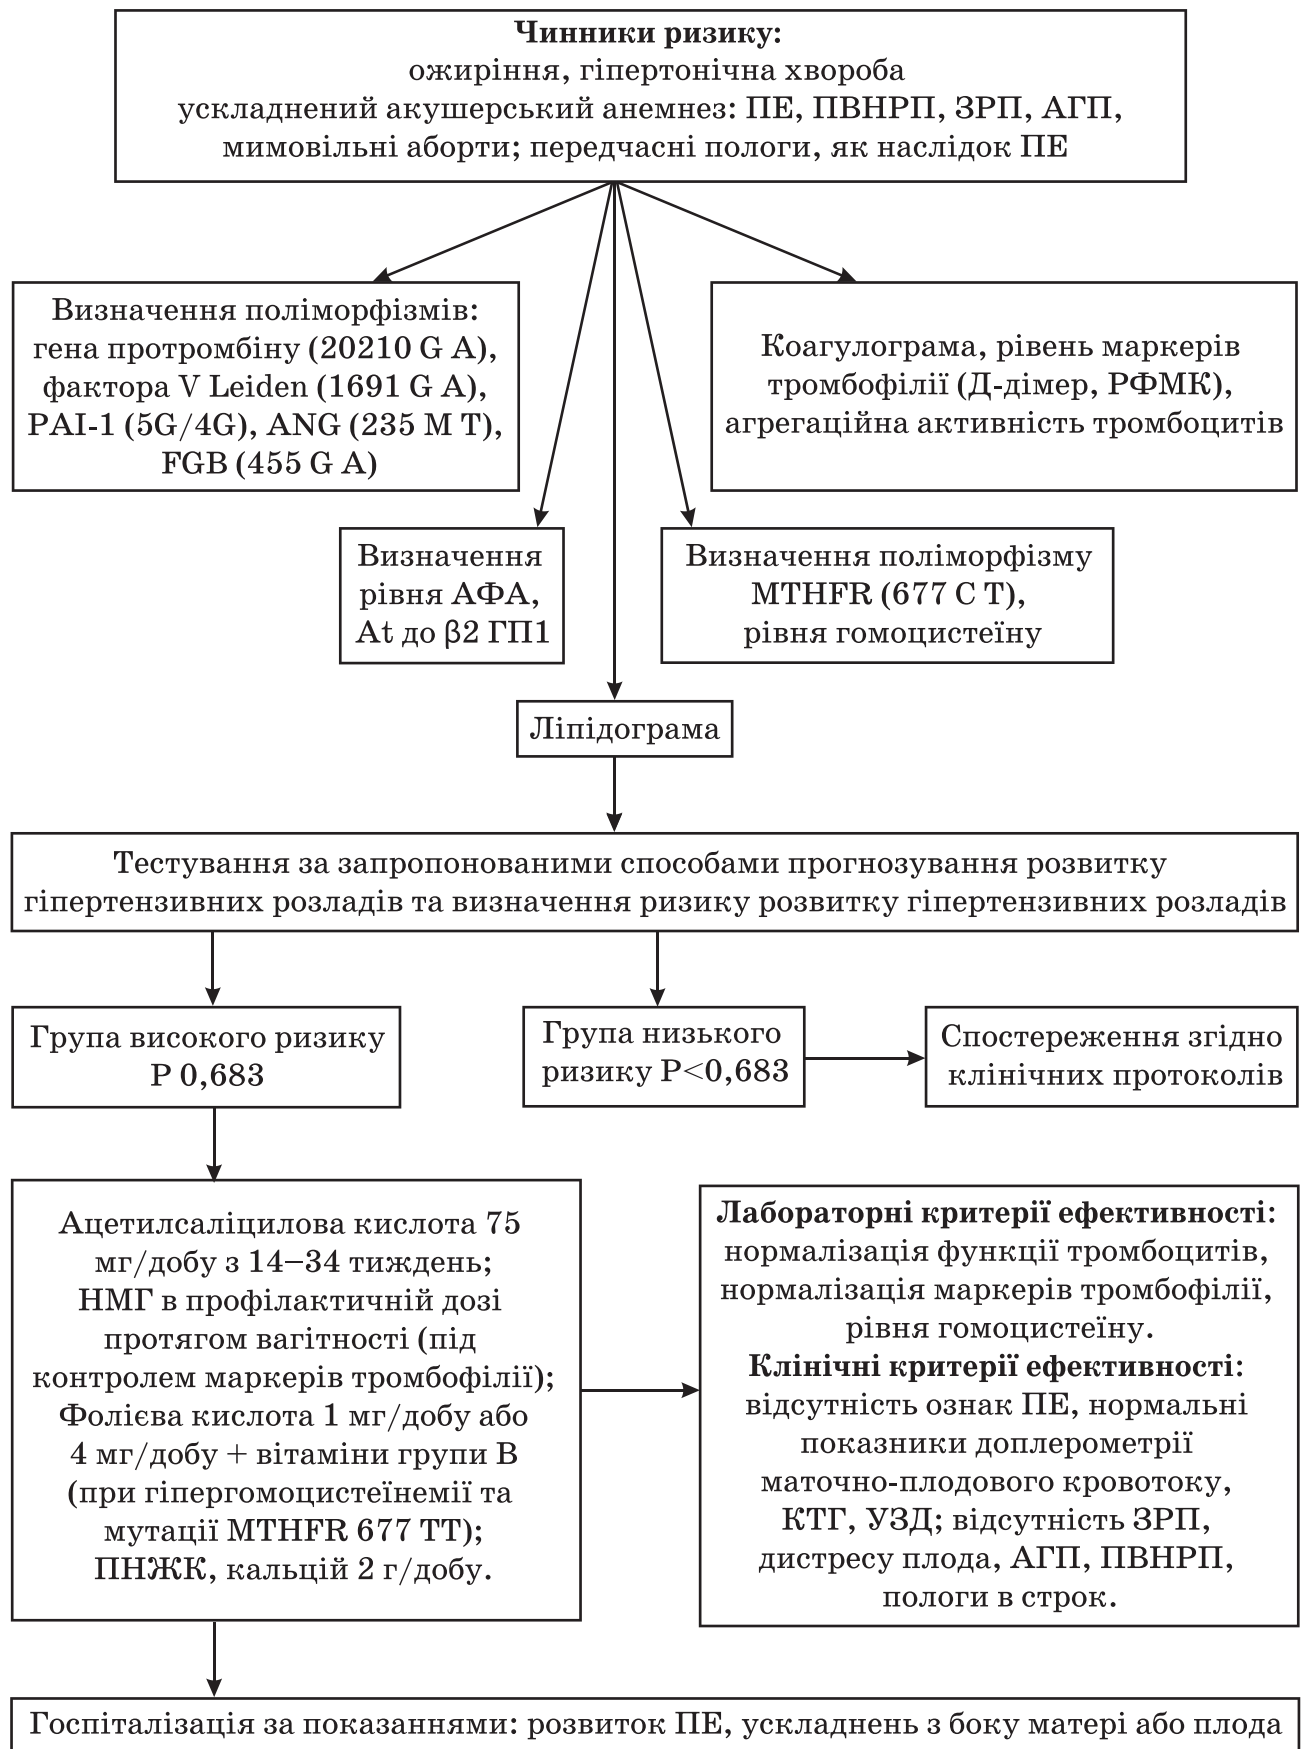 Чинники ризику:
ожиріння, гіпертонічна хвороба
ускладнений акушерський анемнез: ПЕ, ПВНРП, ЗРП, АГП,
мимовільні аборти; передчасні пологи, як наслідок ПЕ
Визначення поліморфізмів:
гена протромбіну (20210 G A),
фактора V Leiden (1691 G A),
PAI-1 (5G/4G), ANG (235 M T),
FGB (455 G A)
Коагулограма, рівень маркерів
тромбофілії (Д-дімер, РФМК),
агрегаційна активність тромбоцитів
Визначення
рівня АФА,
At до β2 ГП1
Визначення поліморфізму
MTHFR (677 C T),
рівня гомоцистеїну
Ліпідограма
Тестування за запропонованими способами прогнозування розвитку
гіпертензивних розладів та визначення ризику розвитку гіпертензивних розладів
Група високого ризику
Р 0,683
Група низького
ризику Р<0,683
Спостереження згідно
клінічних протоколів
Ацетилсаліцилова кислота 75
мг/добу з 14–34 тиждень;
НМГ в профілактичній дозі
протягом вагітності (під
контролем маркерів тромбофілії);
Фолієва кислота 1 мг/добу або
4 мг/добу + вітаміни групи В
(при гіпергомоцистеїнемії та
мутації MTHFR 677 TT);
ПНЖК, кальцій 2 г/добу.
Лабораторні критерії ефективності:
нормалізація функції тромбоцитів,
нормалізація маркерів тромбофілії,
рівня гомоцистеїну.
Клінічні критерії ефективності:
відсутність ознак ПЕ, нормальні
показники доплерометрії
маточно-плодового кровотоку,
КТГ, УЗД; відсутність ЗРП,
дистресу плода, АГП, ПВНРП,
пологи в строк.
Госпіталізація за показаннями: розвиток ПЕ, ускладнень з боку матері або плода